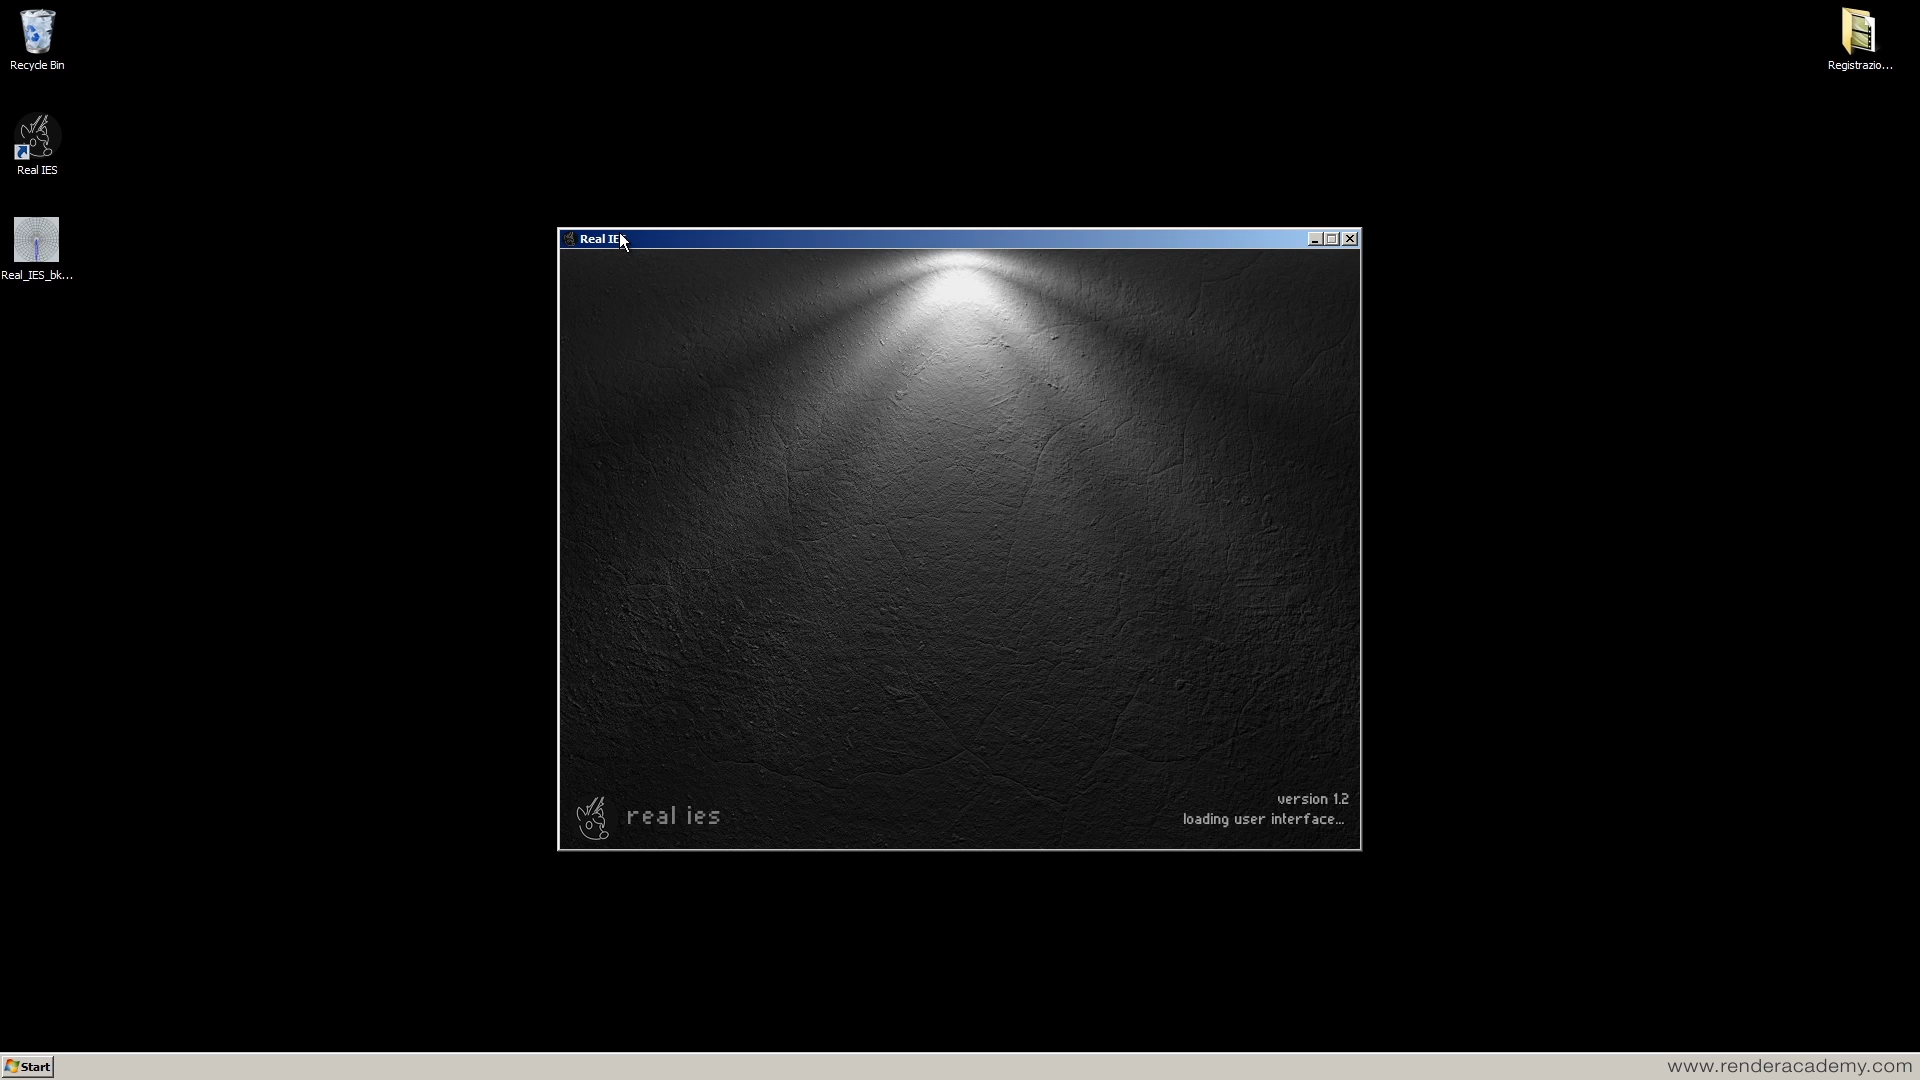 Recycle Bin
Registrazio...
Real IES
Real_IES_bk...
Real IES
real ies
version 1.2
loading user interface...
Start
www.renderacademy.com